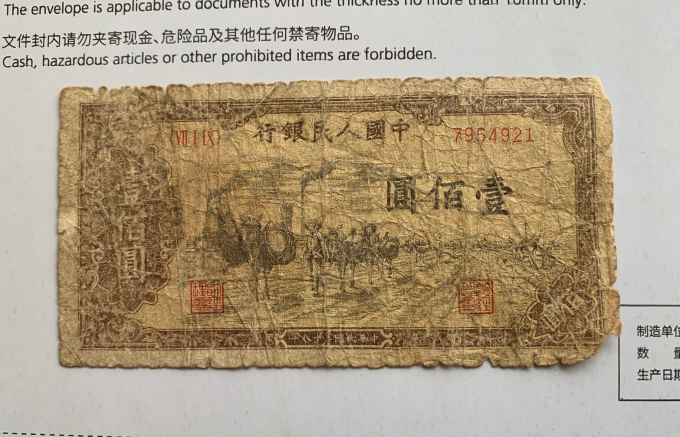 The envelope is applicable to documents with the thickness no more than 10mm only.
文件封内请勿夹寄现金、危险品及其他任何禁寄物品。
Cash, hazardous articles or other prohibited items are forbidden.
行銀民人國中
7954921
圓佰壹
壹佰圓
制造单位
数 量
生产日期